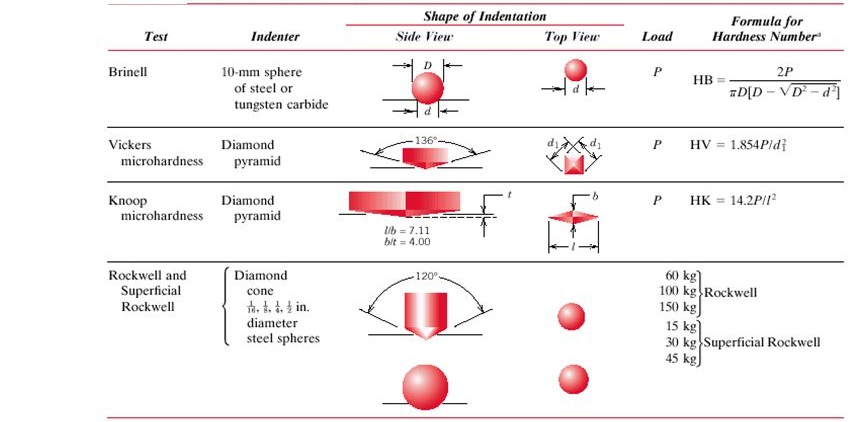 Shape of Indentation
Formula for
Test Indenter Side View Top View Load Hardness Numberᵃ
Brinell
10-mm sphere
of steel or
tungsten carbide
D
d
d
P
HB = 2P / πD[D − √D² − d²]
Vickers
microhardness
Diamond
pyramid
136°
d₁ d₁
P
HV = 1.854P/d₁²
Knoop
microhardness
Diamond
pyramid
t
l/b = 7.11
b/t = 4.00
b
l
P
HK = 14.2P/l²
Rockwell and
Superficial
Rockwell
Diamond
cone
1/16, 1/8, 1/4, 1/2 in.
diameter
steel spheres
120°
60 kg
100 kg Rockwell
150 kg
15 kg
30 kg Superficial Rockwell
45 kg